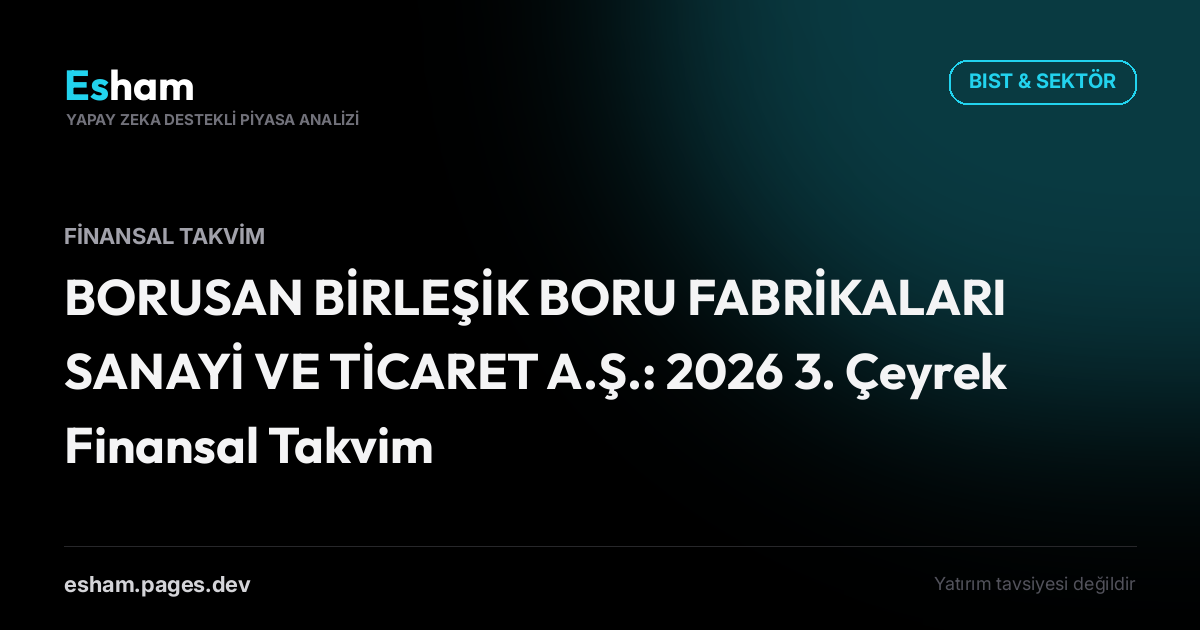 Esham
BIST & SEKTÖR
YAPAY ZEKA DESTEKLİ PİYASA ANALİZİ
FİNANSAL TAKVİM
BORUSAN BİRLEŞİK BORU FABRİKALARI
SANAYİ VE TİCARET A.Ş.: 2026 3. Çeyrek
Finansal Takvim
esham.pages.dev
Yatırım tavsiyesi değildir